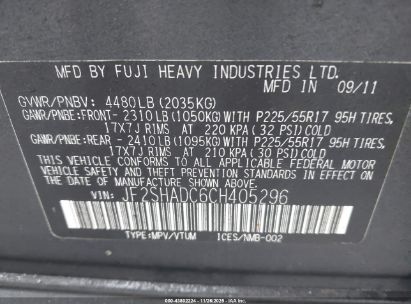 MFD BY FUJI HEAVY INDUSTRIES LTD.
MFD IN 09/11
GVWR/PNBV: 4480LB (2035KG)
GAWR/PNBE:FRONT- 2310LB (1050KG) WITH P225/55R17 95H TIRES,
17X7J RIMS AT 220 KPA (32 PSI) COLD
GAWR/PNBE:REAR - 2410LB (1095KG) WITH P225/55R17 95H TIRES,
17X7J RIMS AT 210 KPA (30 PSI) COLD
THIS VEHICLE CONFORMS TO ALL APPLICABLE FEDERAL MOTOR VEHICLE
SAFETY, BUMPER, AND THEFT PREVENTION STANDARDS IN EFFECT ON THE
DATE OF MANUFACTURE SHOWN ABOVE.
VIN: JF2SHADC6CH405296
TYPE:MPV/VTUM ICES/NMB-002